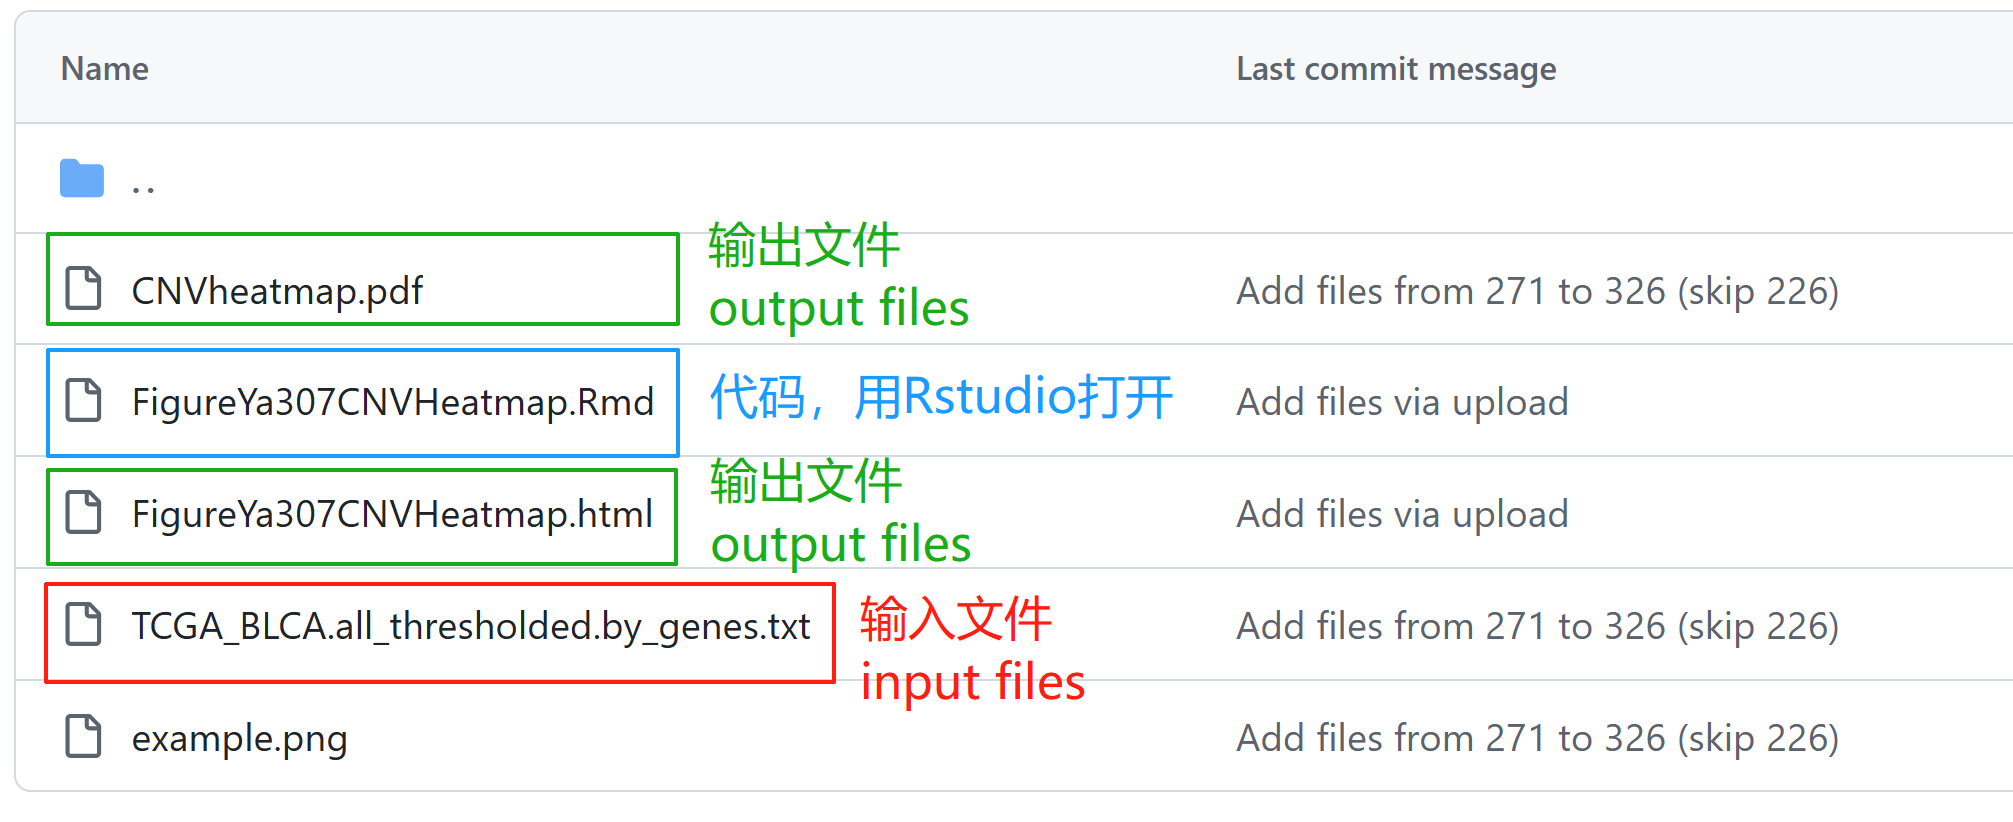 Name
Last commit message
..
输出文件
output files
CNVheatmap.pdf
Add files from 271 to 326 (skip 226)
FigureYa307CNVHeatmap.Rmd
代码，用Rstudio打开
Add files via upload
输出文件
output files
FigureYa307CNVHeatmap.html
Add files via upload
TCGA_BLCA.all_thresholded.by_genes.txt
输入文件
input files
Add files from 271 to 326 (skip 226)
example.png
Add files from 271 to 326 (skip 226)